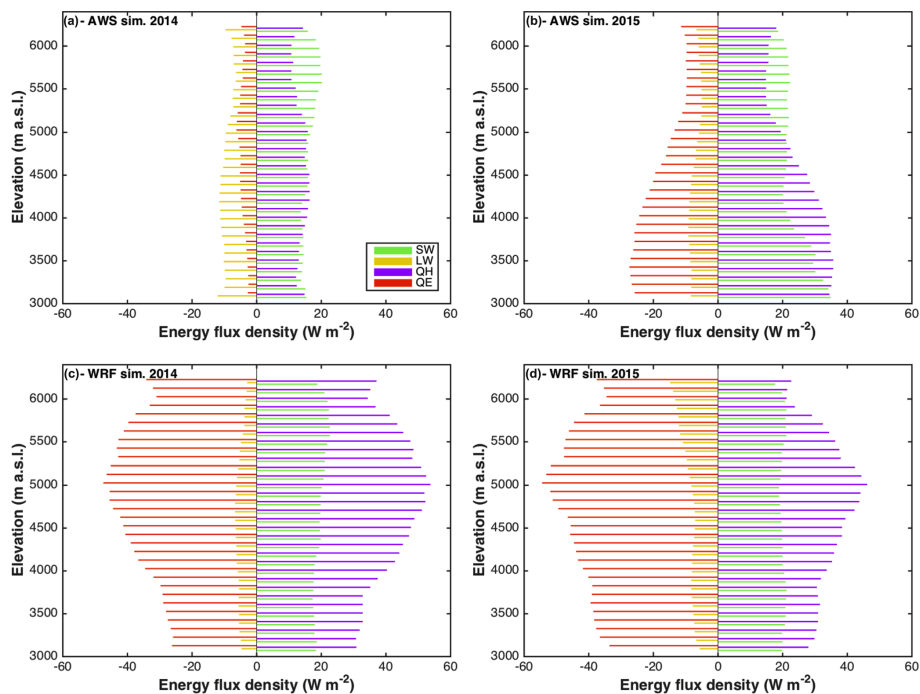 (a)- AWS sim. 2014
(b)- AWS sim. 2015
Elevation (m a.s.l.)
6000
5500
5000
4500
4000
3500
3000
SW
LW
QH
QE
-60 -40 -20 0 20 40 60
Energy flux density (W m-2)
Elevation (m a.s.l.)
6000
5500
5000
4500
4000
3500
3000
-60 -40 -20 0 20 40 60
Energy flux density (W m-2)
(c)- WRF sim. 2014
(d)- WRF sim. 2015
Elevation (m a.s.l.)
6000
5500
5000
4500
4000
3500
3000
-60 -40 -20 0 20 40 60
Energy flux density (W m-2)
Elevation (m a.s.l.)
6000
5500
5000
4500
4000
3500
3000
-60 -40 -20 0 20 40 60
Energy flux density (W m-2)